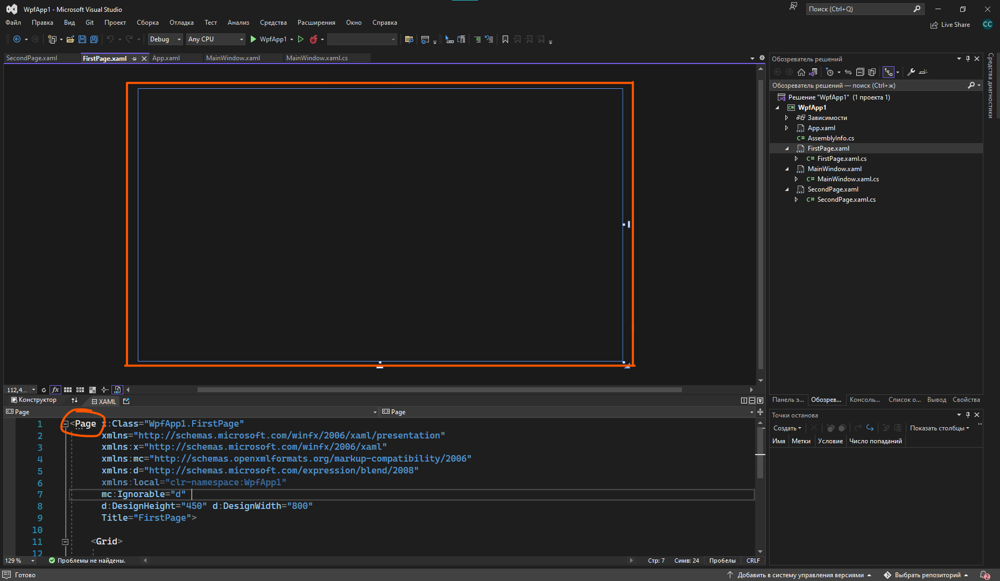 WpfApp1 - Microsoft Visual Studio
Поиск (Ctrl+Q)
Файл Правка Вид Git Проект Сборка Отладка Тест Анализ Средства Расширения Окно Справка
Live Share CC
Debug Any CPU WpfApp1
SecondPage.xaml FirstPage.xaml App.xaml MainWindow.xaml MainWindow.xaml.cs
Обозреватель решений
Обозреватель решений — поиск (Ctrl+ж)
Решение "WpfApp1" (1 проекта 1)
WpfApp1
Зависимости
App.xaml
C# AssemblyInfo.cs
FirstPage.xaml
C# FirstPage.xaml.cs
MainWindow.xaml
C# MainWindow.xaml.cs
SecondPage.xaml
C# SecondPage.xaml.cs
Средства диагностики
112,4... fx
Конструктор XAML
Page Page
1 <Page x:Class="WpfApp1.FirstPage"
2 xmlns="http://schemas.microsoft.com/winfx/2006/xaml/presentation"
3 xmlns:x="http://schemas.microsoft.com/winfx/2006/xaml"
4 xmlns:mc="http://schemas.openxmlformats.org/markup-compatibility/2006"
5 xmlns:d="http://schemas.microsoft.com/expression/blend/2008"
6 xmlns:local="clr-namespace:WpfApp1"
7 mc:Ignorable="d"
8 d:DesignHeight="450" d:DesignWidth="800"
9 Title="FirstPage">
10
11 <Grid>
12
129 % Проблемы не найдены. Стр: 7 Симв: 24 Пробелы CRLF
Панель э... Обозрев... Консоль... Список о... Вывод Свойства
Точки останова
Создать Показать столбцы
Имя Метки Условие Число попаданий
Готово Добавить в систему управления версиями Выбрать репозиторий 2